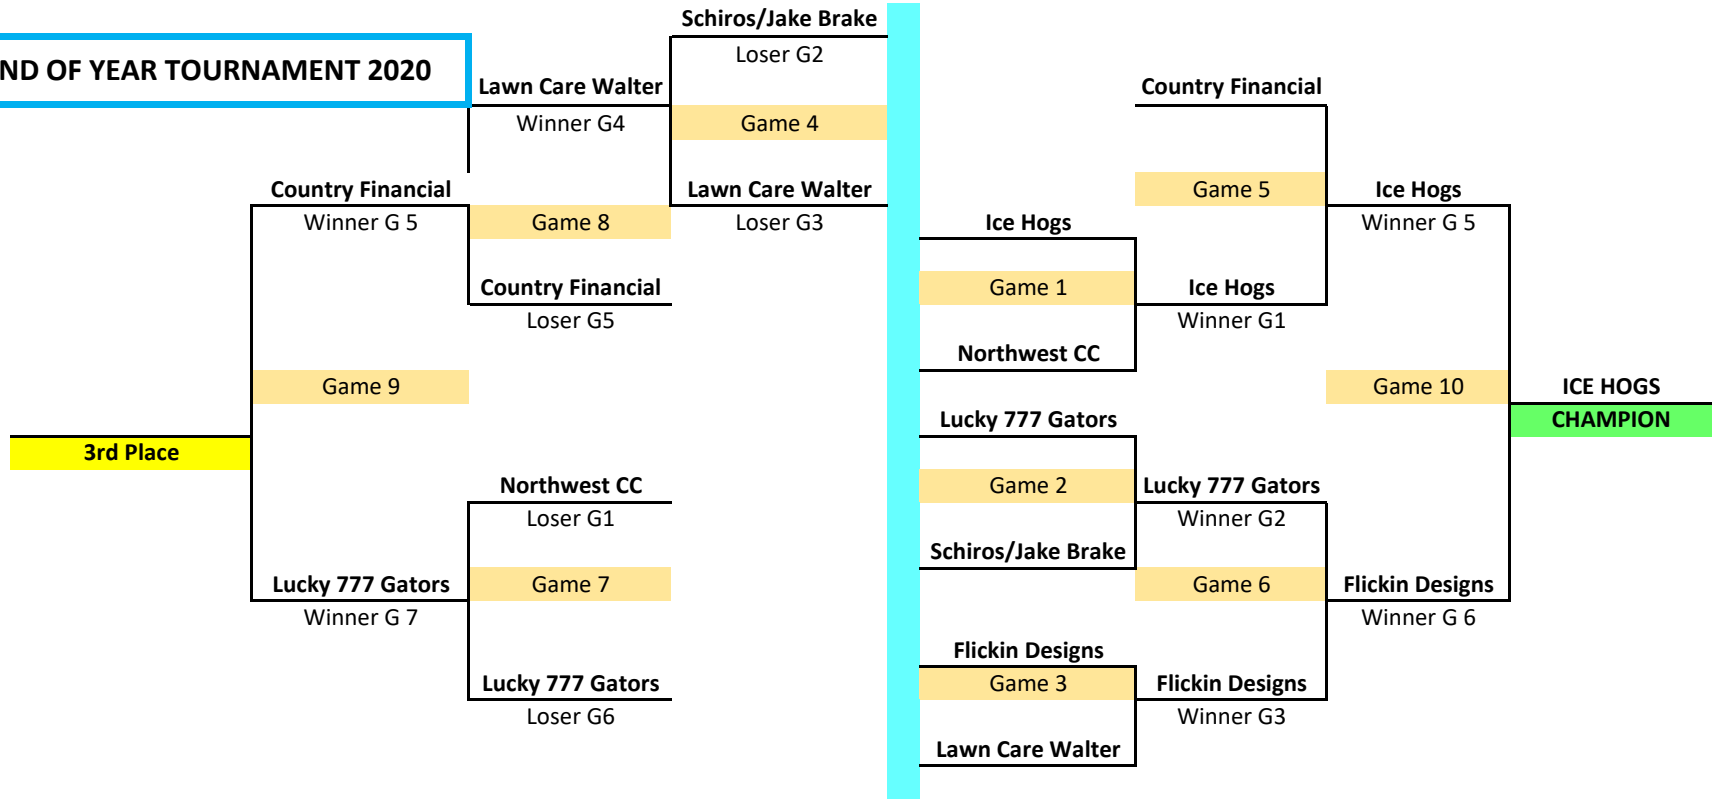 Schiros/Jake Brake
Loser G2
ND OF YEAR TOURNAMENT 2020
Lawn Care Walter
Country Financial
Winner G4
Game 4
Country Financial
Lawn Care Walter
Game 5
Ice Hogs
Winner G 5
Game 8
Loser G3
Ice Hogs
Winner G 5
Country Financial
Game 1
Ice Hogs
Loser G5
Winner G1
Northwest CC
Game 9
Game 10
ICE HOGS
Lucky 777 Gators
CHAMPION
3rd Place
Northwest CC
Game 2
Lucky 777 Gators
Loser G1
Winner G2
Schiros/Jake Brake
Lucky 777 Gators
Game 7
Game 6
Flickin Designs
Winner G 7
Winner G 6
Flickin Designs
Lucky 777 Gators
Game 3
Flickin Designs
Loser G6
Winner G3
Lawn Care Walter